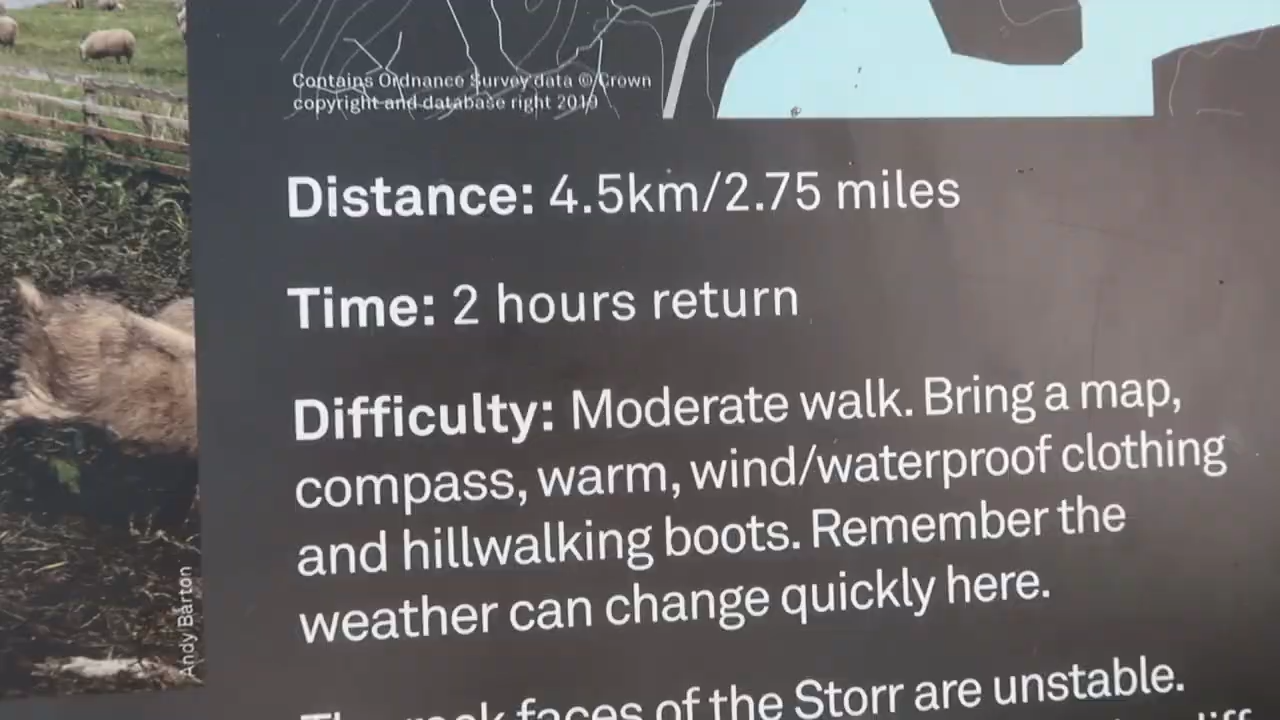 Contains Ordnance Survey data © Crown
copyright and database right 2019
Distance: 4.5km/2.75 miles
Time: 2 hours return
Difficulty: Moderate walk. Bring a map,
compass, warm, wind/waterproof clothing
and hillwalking boots. Remember the
weather can change quickly here.
The rock faces of the Storr are unstable.
Andy Barton